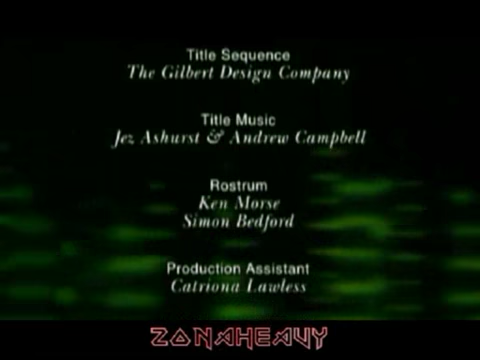 Title Sequence
The Gilbert Design Company
Title Music
Jez Ashurst & Andrew Campbell
Rostrum
Ken Morse
Simon Bedford
Production Assistant
Catriona Lawless
ZONAHEAVY